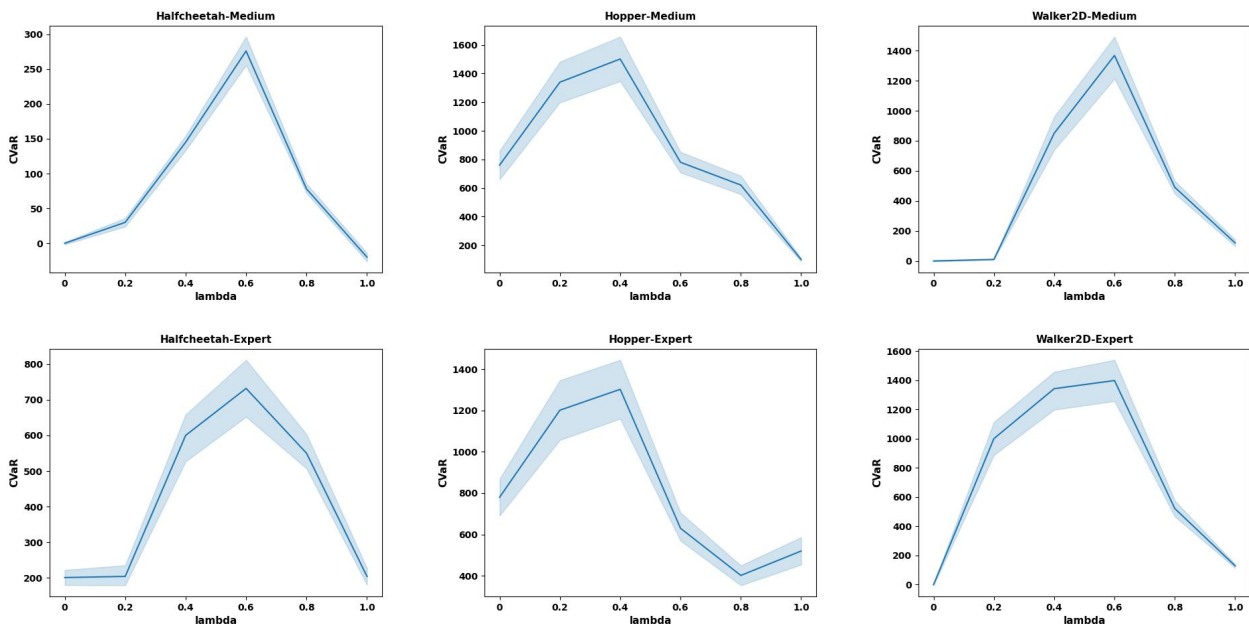 Halfcheetah-Medium
300
250
200
150
100
50
0
CVaR
0 0.2 0.4 0.6 0.8 1.0
lambda
Hopper-Medium
1600
1400
1200
1000
800
600
400
200
CVaR
0 0.2 0.4 0.6 0.8 1.0
lambda
Walker2D-Medium
1400
1200
1000
800
600
400
200
0
CVaR
0 0.2 0.4 0.6 0.8 1.0
lambda
Halfcheetah-Expert
800
700
600
500
400
300
200
CVaR
0 0.2 0.4 0.6 0.8 1.0
lambda
Hopper-Expert
1400
1200
1000
800
600
400
CVaR
0 0.2 0.4 0.6 0.8 1.0
lambda
Walker2D-Expert
1600
1400
1200
1000
800
600
400
200
0
CVaR
0 0.2 0.4 0.6 0.8 1.0
lambda